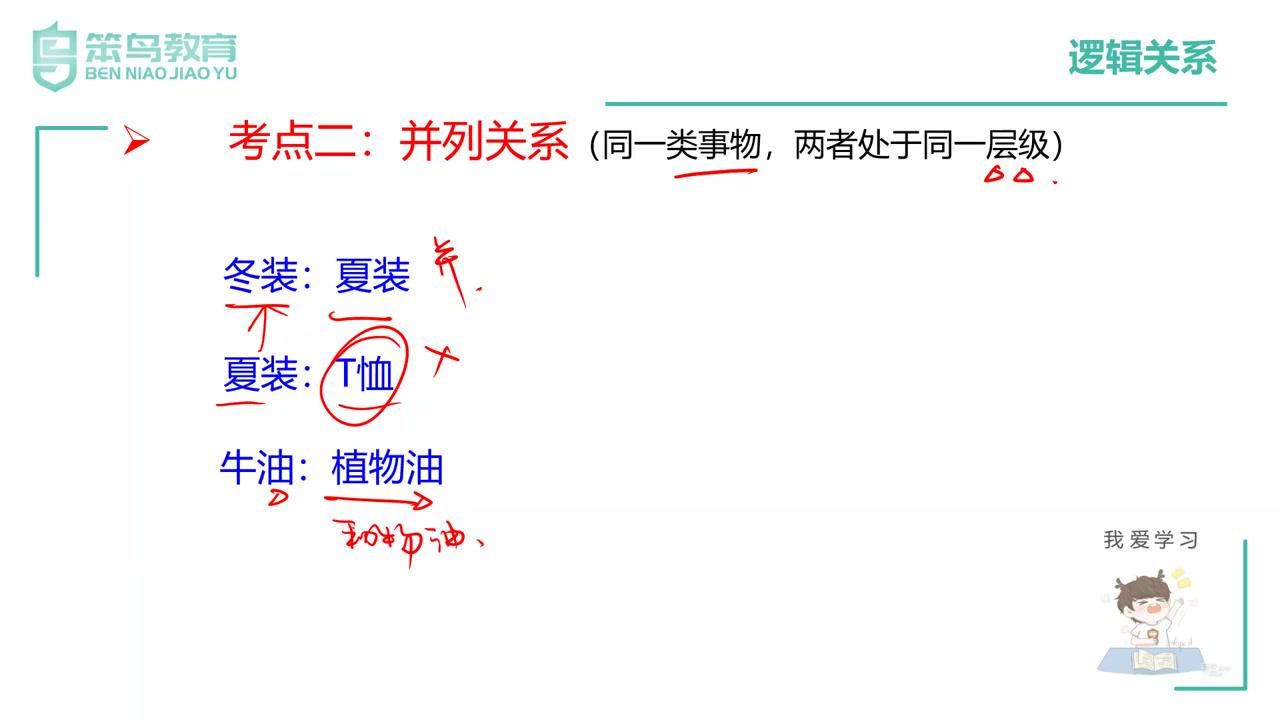 笨鸟教育
BEN NIAO JIAO YU
逻辑关系
考点二：并列关系（同一类事物，两者处于同一层级）
冬装：夏装 并
夏装：T恤
牛油：植物油
动物油
我爱学习